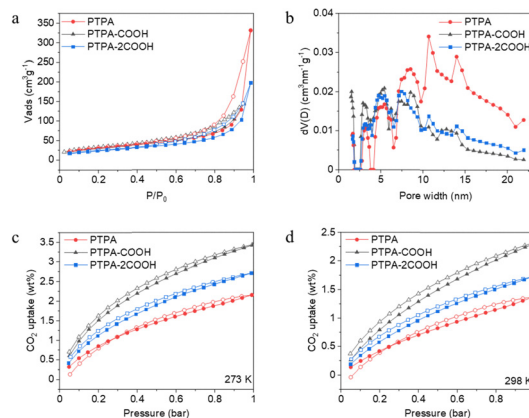 a
PTPA
PTPA-COOH
PTPA-2COOH
Vads (cm³g⁻¹)
350
300
250
200
150
100
50
0
0 0.2 0.4 0.6 0.8 1
P/P₀
b
PTPA
PTPA-COOH
PTPA-2COOH
dV(D) (cm³nm⁻¹g⁻¹)
0.04
0.03
0.02
0.01
0
0 5 10 15 20
Pore width (nm)
c
PTPA
PTPA-COOH
PTPA-2COOH
CO₂ uptake (wt%)
3.5
3
2.5
2
1.5
1
0.5
0
0 0.2 0.4 0.6 0.8 1
Pressure (bar)
273 K
d
PTPA
PTPA-COOH
PTPA-2COOH
CO₂ uptake (wt%)
2.5
2
1.5
1
0.5
0
0 0.2 0.4 0.6 0.8 1
Pressure (bar)
298 K